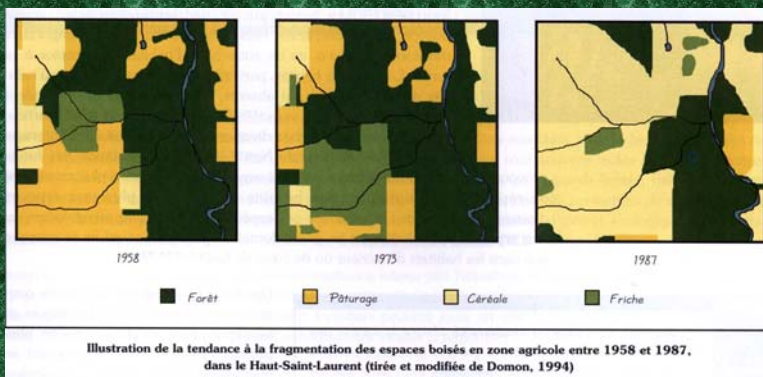 1958
1973
1987
Forêt
Pâturage
Céréale
Friche
Illustration de la tendance à la fragmentation des espaces boisés en zone agricole entre 1958 et 1987,
dans le Haut-Saint-Laurent (tirée et modifiée de Domon, 1994)